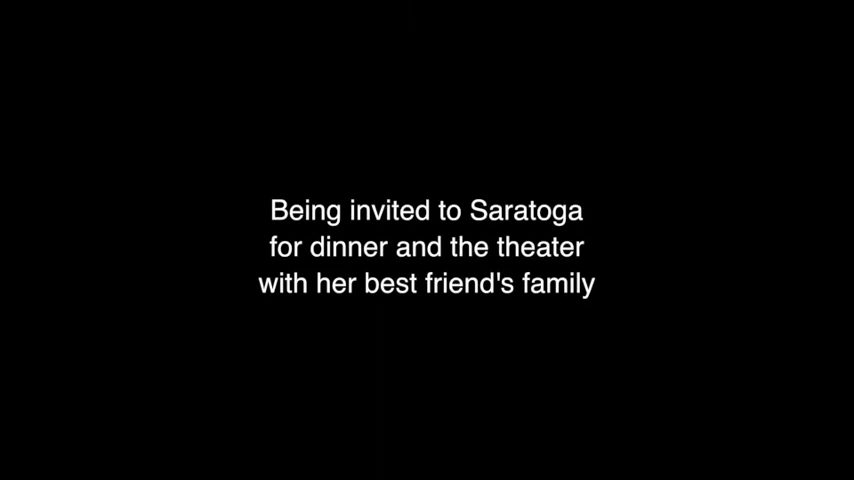 Being invited to Saratoga
for dinner and the theater
with her best friend's family